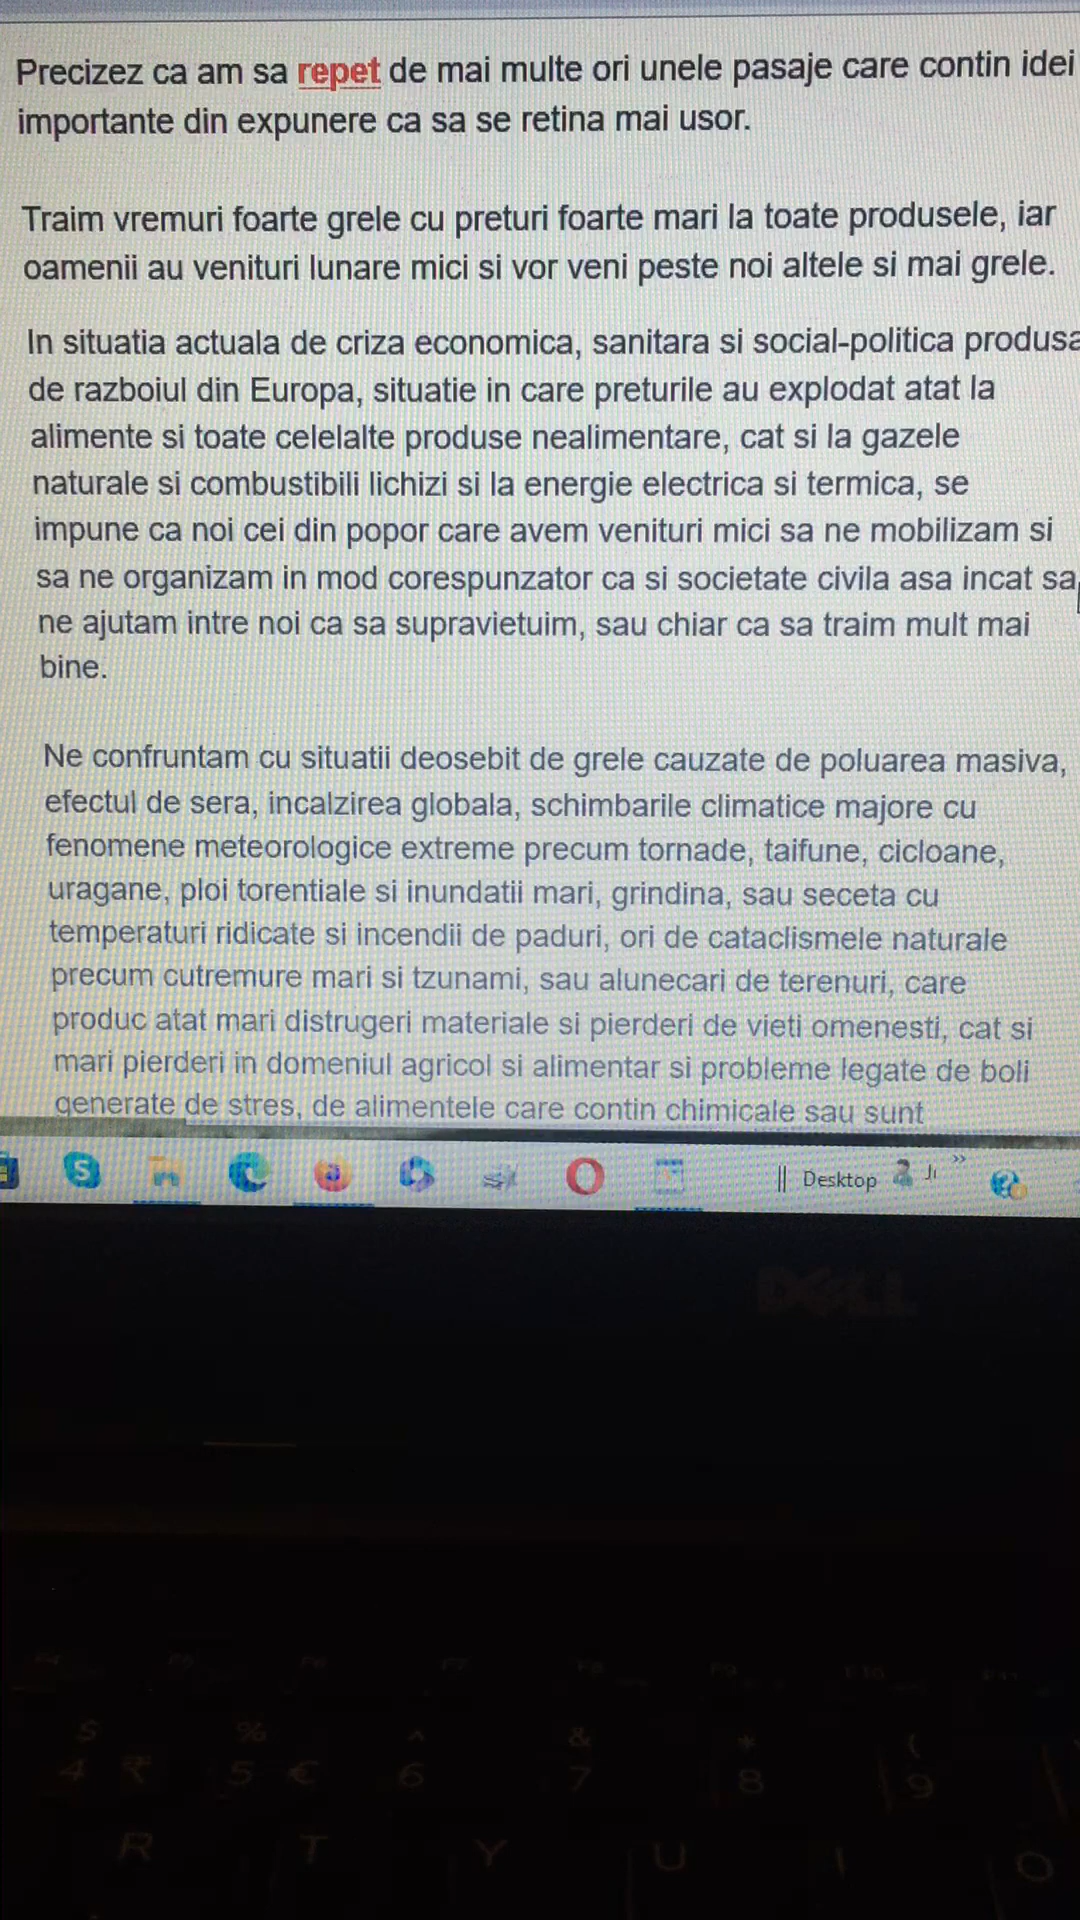 Precizez ca am sa repet de mai multe ori unele pasaje care contin idei
importante din expunere ca sa se retina mai usor.
Traim vremuri foarte grele cu preturi foarte mari la toate produsele, iar
oamenii au venituri lunare mici si vor veni peste noi altele si mai grele.
In situatia actuala de criza economica, sanitara si social-politica produsa
de razboiul din Europa, situatie in care preturile au explodat atat la
alimente si toate celelalte produse nealimentare, cat si la gazele
naturale si combustibili lichizi si la energie electrica si termica, se
impune ca noi cei din popor care avem venituri mici sa ne mobilizam si
sa ne organizam in mod corespunzator ca si societate civila asa incat sa
ne ajutam intre noi ca sa supravietuim, sau chiar ca sa traim mult mai
bine.
Ne confruntam cu situatii deosebit de grele cauzate de poluarea masiva,
efectul de sera, incalzirea globala, schimbarile climatice majore cu
fenomene meteorologice extreme precum tornade, taifune, cicloane,
uragane, ploi torentiale si inundatii mari, grindina, sau seceta cu
temperaturi ridicate si incendii de paduri, ori de cataclismele naturale
precum cutremure mari si tzunami, sau alunecari de terenuri, care
produc atat mari distrugeri materiale si pierderi de vieti omenesti, cat si
mari pierderi in domeniul agricol si alimentar si probleme legate de boli
generate de stres, de alimentele care contin chimicale sau sunt
S Desktop
DELL
F7 F8 F9 F10
$ % ^ & * (
4 ₹ 5 € 6 7 8 9
R T Y U I O